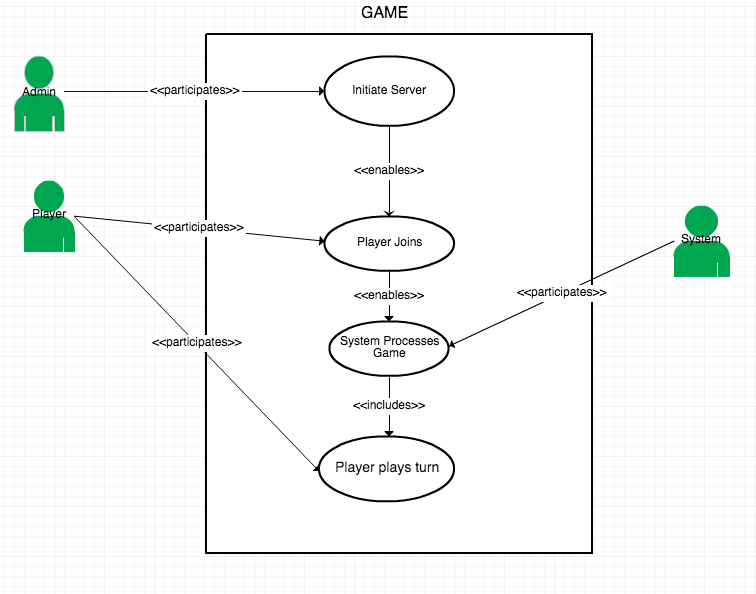 GAME
Admin
<<participates>>
Initiate Server
<<enables>>
Player
<<participates>>
Player Joins
System
<<enables>>
<<participates>>
<<participates>>
System Processes
Game
<<includes>>
Player plays turn